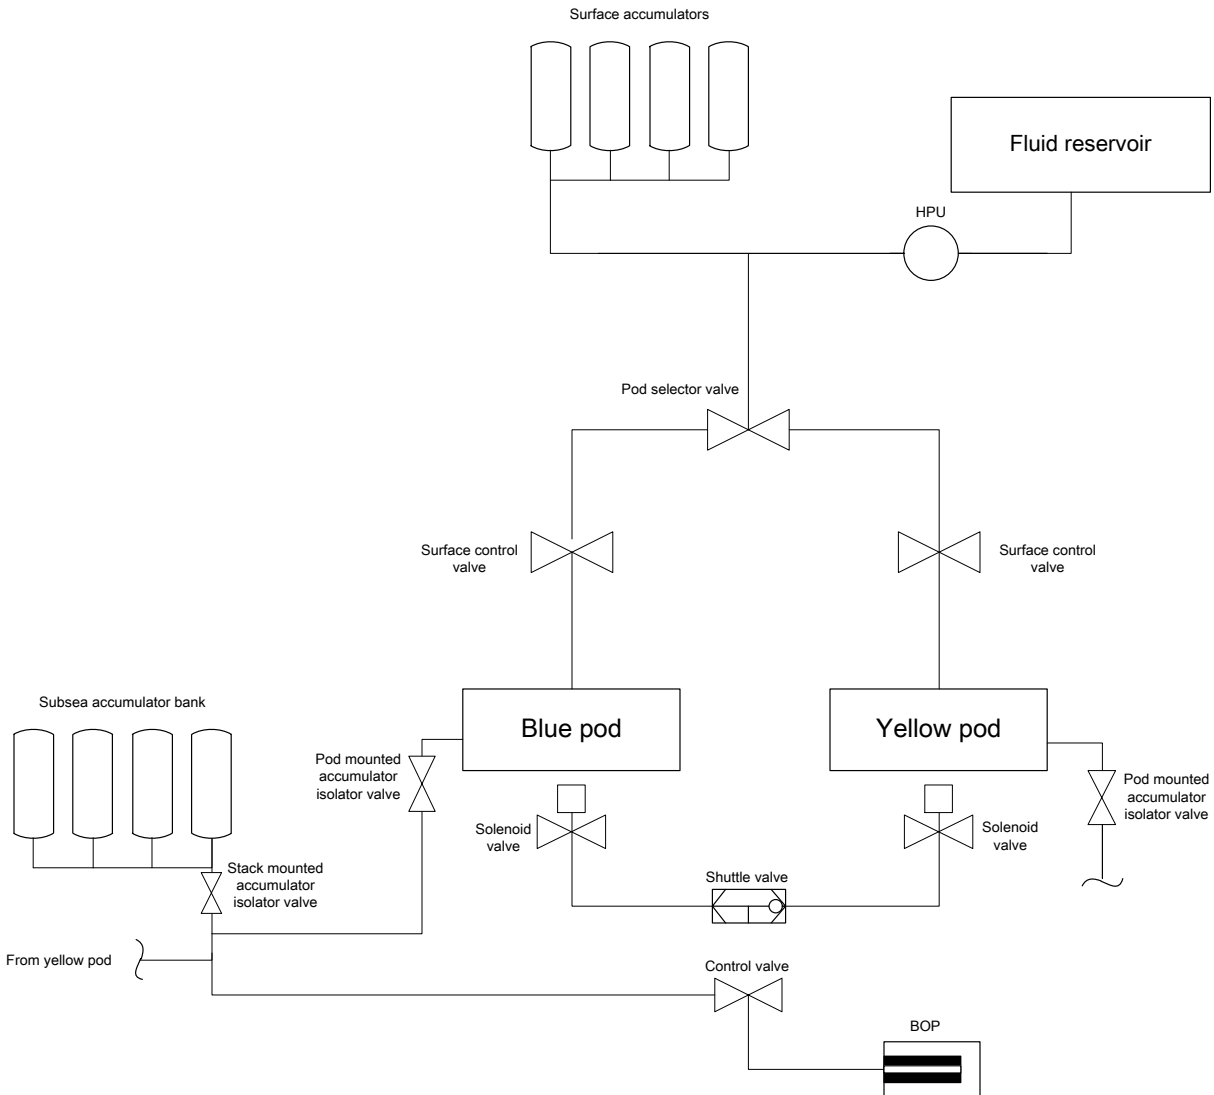 Surface accumulators
Fluid reservoir
HPU
Pod selector valve
Surface control
valve
Surface control
valve
Subsea accumulator bank
Blue pod
Yellow pod
Pod mounted
accumulator
isolator valve
Pod mounted
accumulator
isolator valve
Solenoid
valve
Solenoid
valve
Stack mounted
accumulator
isolator valve
Shuttle valve
From yellow pod
Control valve
BOP